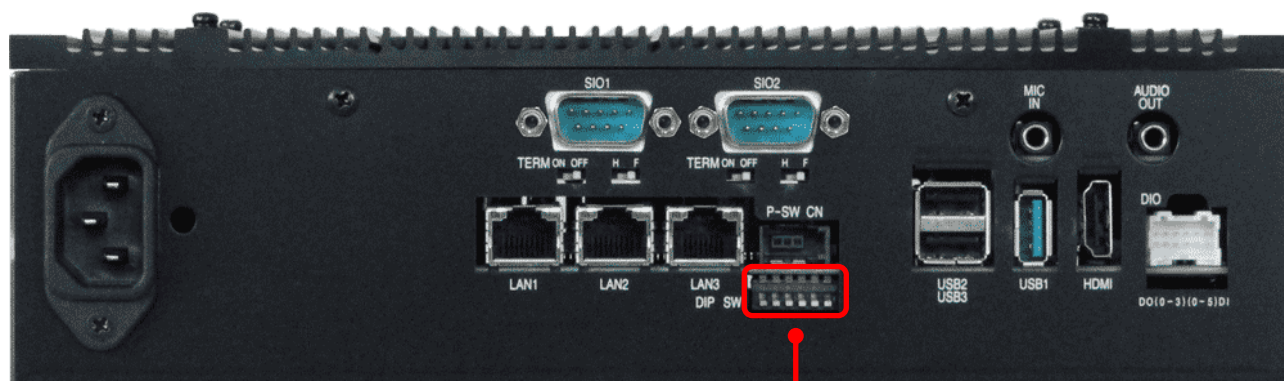 SIO1
SIO2
MIC
IN
AUDIO
OUT
TERM ON OFF H F
TERM ON OFF H F
P-SW CN
DIO
LAN1
LAN2
LAN3
DIP SW
USB2
USB3
USB1
HDMI
DO(0-3)(0-5)DI